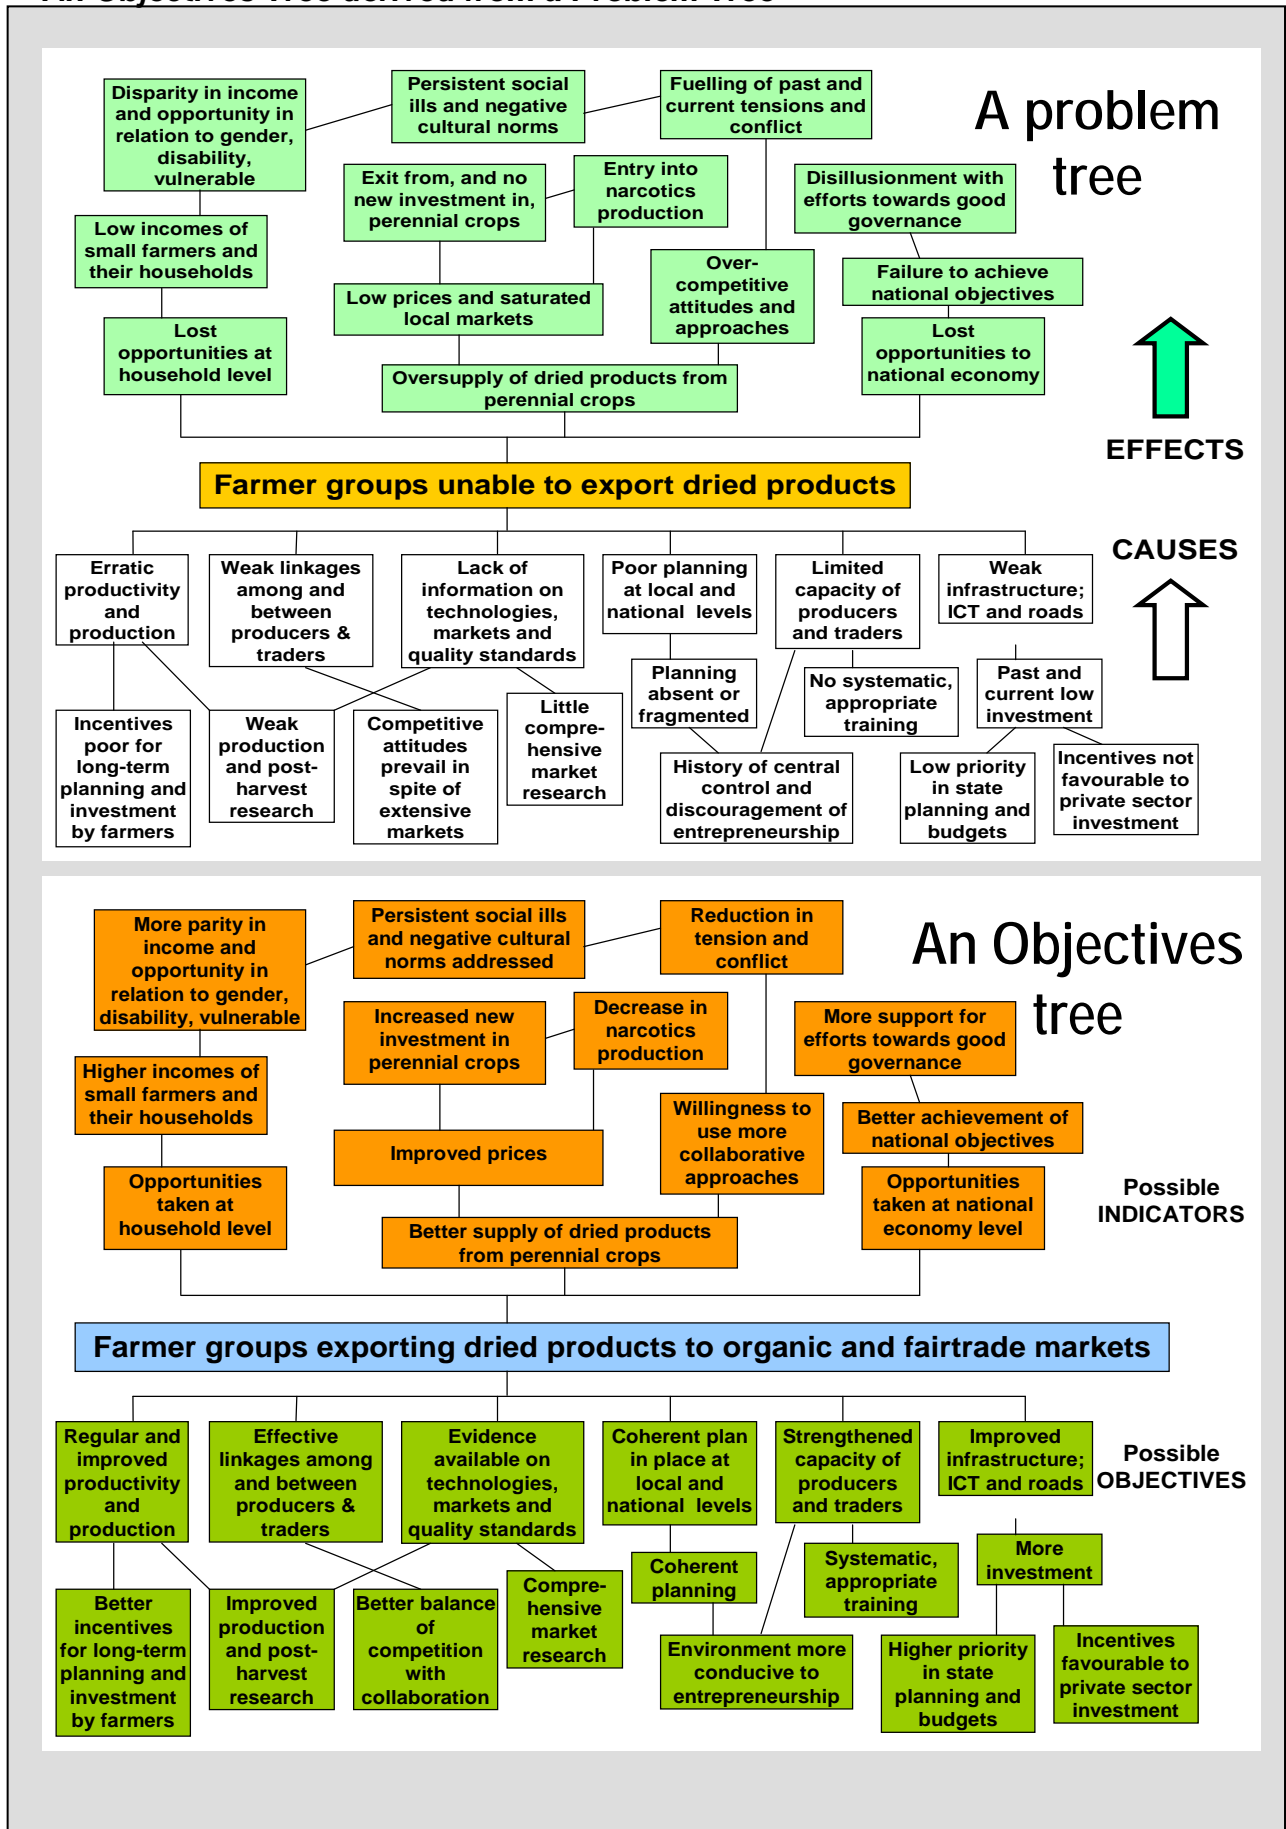 An Objectives Tree derived from a Problem Tree
A problem
tree
Disparity in income
and opportunity in
relation to gender,
disability,
vulnerable
Persistent social
ills and negative
cultural norms
Fuelling of past and
current tensions and
conflict
Exit from, and no
new investment in,
perennial crops
Entry into
narcotics
production
Disillusionment with
efforts towards good
governance
Low incomes of
small farmers and
their households
Over-
competitive
attitudes and
approaches
Failure to achieve
national objectives
Low prices and saturated
local markets
Lost
opportunities at
household level
Lost
opportunities to
national economy
Oversupply of dried products from
perennial crops
EFFECTS
Farmer groups unable to export dried products
CAUSES
Erratic
productivity
and
production
Weak linkages
among and
between
producers &
traders
Lack of
information on
technologies,
markets and
quality standards
Poor planning
at local and
national levels
Limited
capacity of
producers
and traders
Weak
infrastructure;
ICT and roads
Planning
absent or
fragmented
No systematic,
appropriate
training
Past and
current low
investment
Incentives
poor for
long-term
planning and
investment
by farmers
Weak
production
and post-
harvest
research
Competitive
attitudes
prevail in
spite of
extensive
markets
Little
compre-
hensive
market
research
History of central
control and
discouragement of
entrepreneurship
Low priority
in state
planning and
budgets
Incentives not
favourable to
private sector
investment
An Objectives
tree
More parity in
income and
opportunity in
relation to gender,
disability, vulnerable
Persistent social ills
and negative cultural
norms addressed
Reduction in
tension and
conflict
Increased new
investment in
perennial crops
Decrease in
narcotics
production
More support for
efforts towards good
governance
Higher incomes of
small farmers and
their households
Willingness to
use more
collaborative
approaches
Better achievement of
national objectives
Improved prices
Opportunities
taken at
household level
Opportunities
taken at national
economy level
Possible
INDICATORS
Better supply of dried products
from perennial crops
Farmer groups exporting dried products to organic and fairtrade markets
Regular and
improved
productivity
and
production
Effective
linkages among
and between
producers &
traders
Evidence
available on
technologies,
markets and
quality standards
Coherent plan
in place at
local and
national levels
Strengthened
capacity of
producers
and traders
Improved
infrastructure;
ICT and roads
Possible
OBJECTIVES
Coherent
planning
Systematic,
appropriate
training
More
investment
Better
incentives
for long-term
planning and
investment
by farmers
Improved
production
and post-
harvest
research
Better balance
of
competition
with
collaboration
Compre-
hensive
market
research
Environment more
conducive to
entrepreneurship
Higher priority
in state
planning and
budgets
Incentives
favourable to
private sector
investment